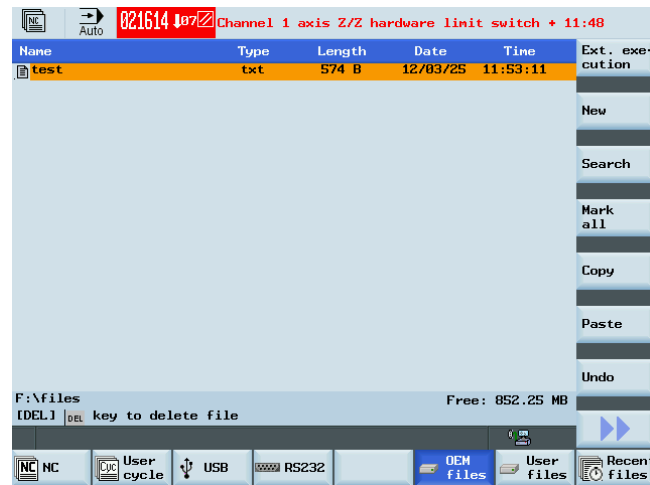 NC
Auto
021614 ⬇07 Channel 1 axis Z/Z hardware limit switch + 11:48
Name Type Length Date Time
test txt 574 B 12/03/25 11:53:11
Ext. exe-
cution
New
Search
Mark
all
Copy
Paste
Undo
F:\files Free: 852.25 MB
[DEL] DEL key to delete file
NC NC
Cyc User
cycle
USB
RS232
OEM
files
User
files
Recent
files